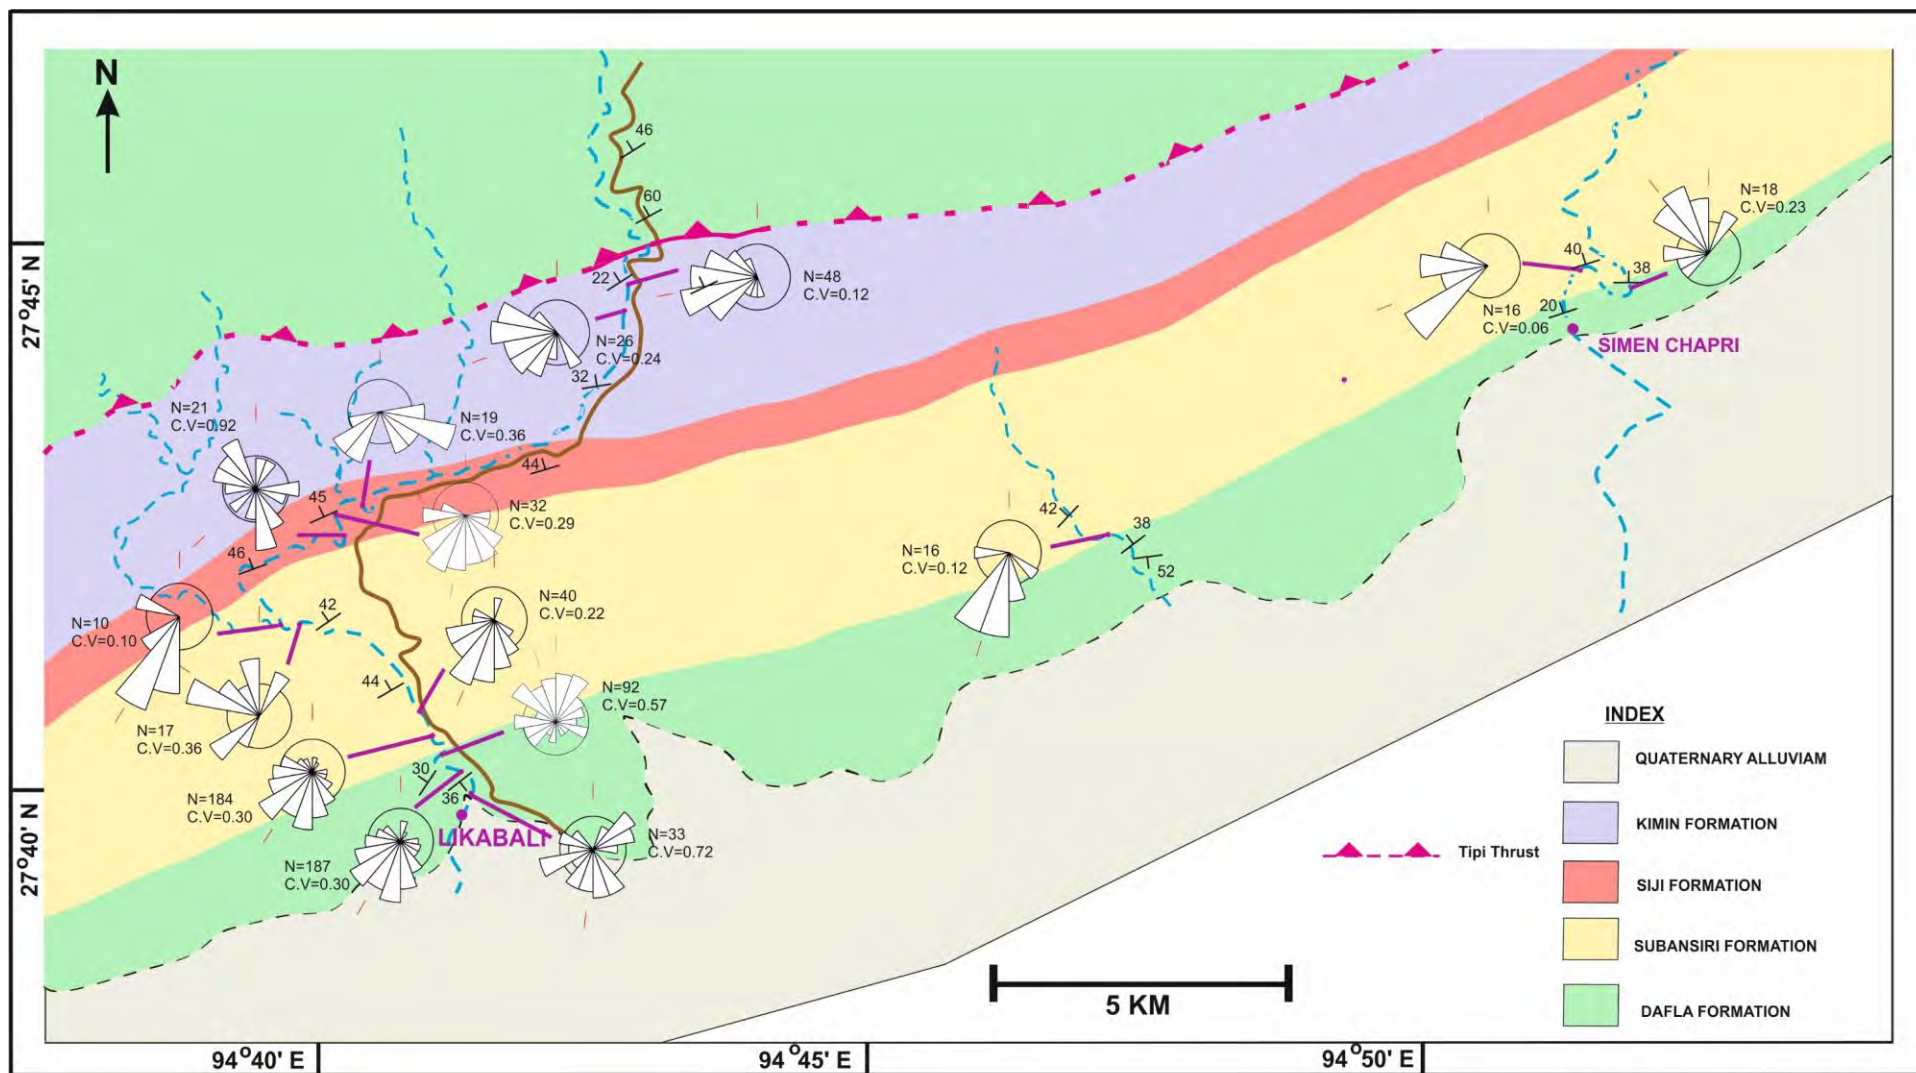 N
46
60
N=18
C.V=0.23
22
N=48
C.V=0.12
40
38
20
N=16
C.V=0.06
SIMEN CHAPRI
27°45' N
N=26
C.V=0.24
32
N=21
C.V=0.92
N=19
C.V=0.36
44
45
N=32
C.V=0.29
42
38
52
N=16
C.V=0.12
46
42
N=10
C.V=0.10
N=40
C.V=0.22
44
N=92
C.V=0.57
N=17
C.V=0.36
30
36
N=184
C.V=0.30
LIKABALI
N=33
C.V=0.72
N=187
C.V=0.30
27°40' N
INDEX
QUATERNARY ALLUVIAM
KIMIN FORMATION
SIJI FORMATION
SUBANSIRI FORMATION
DAFLA FORMATION
Tipi Thrust
5 KM
94°40' E
94°45' E
94°50' E